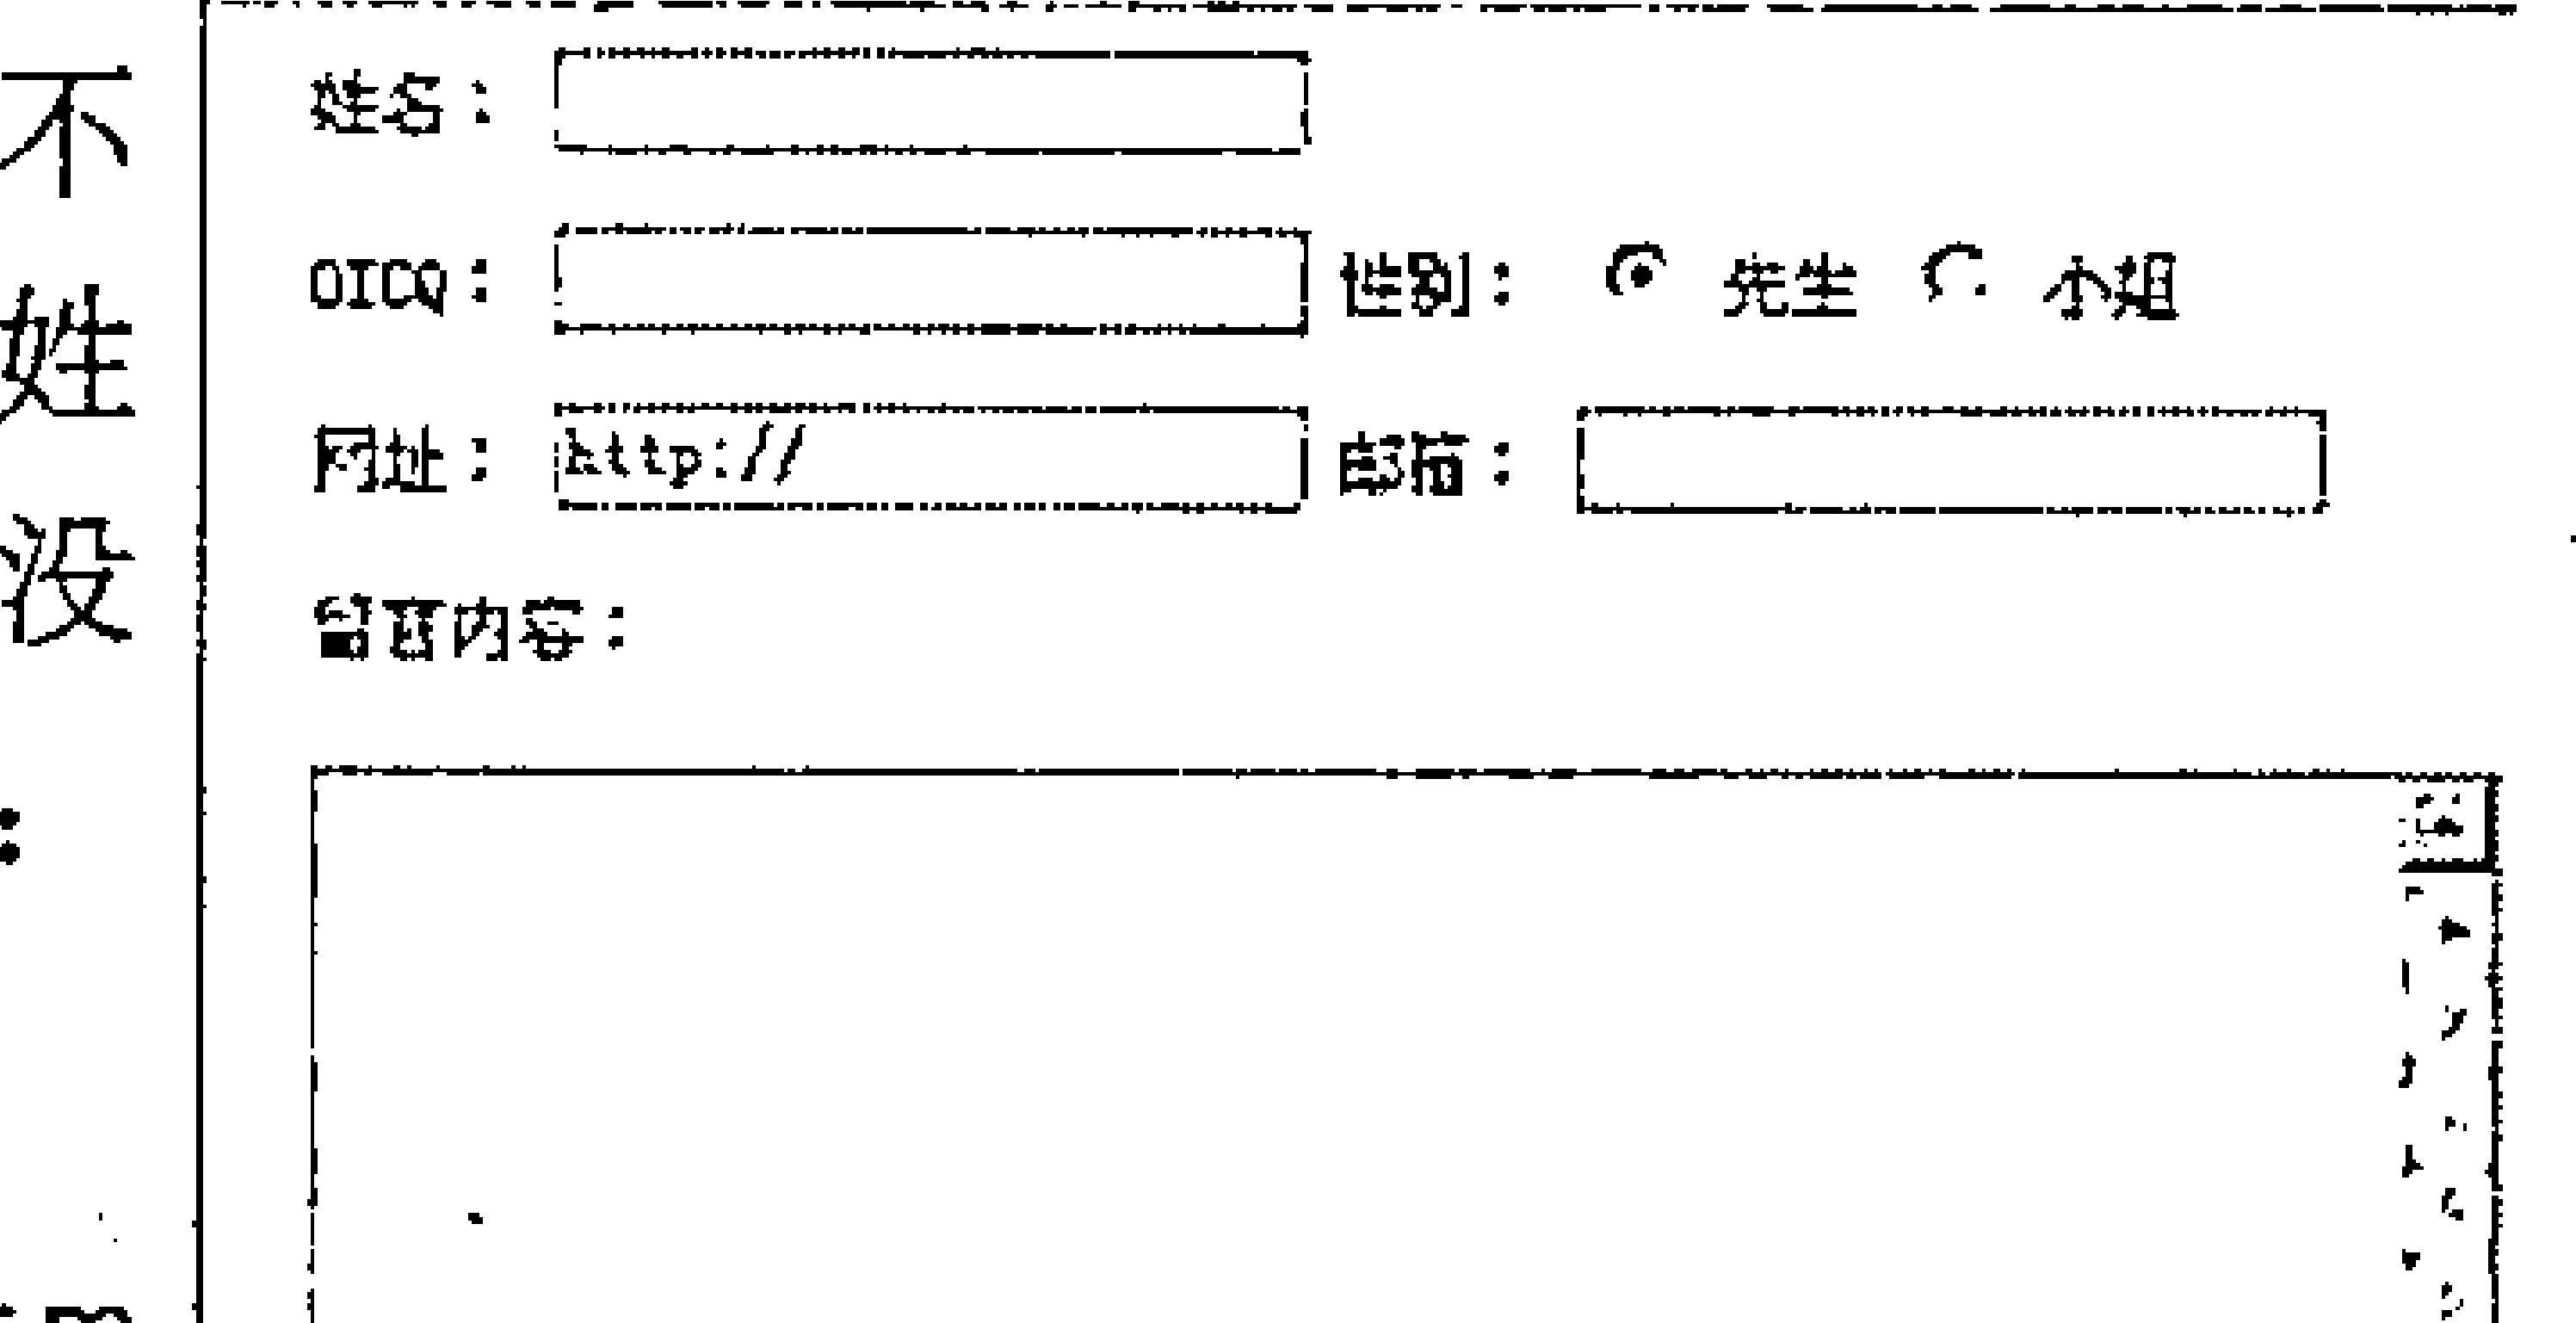 不
姓名：
OICQ： 性别： 先生 小姐
姓
网址： http:// 邮箱：
没
留言内容：
：
m